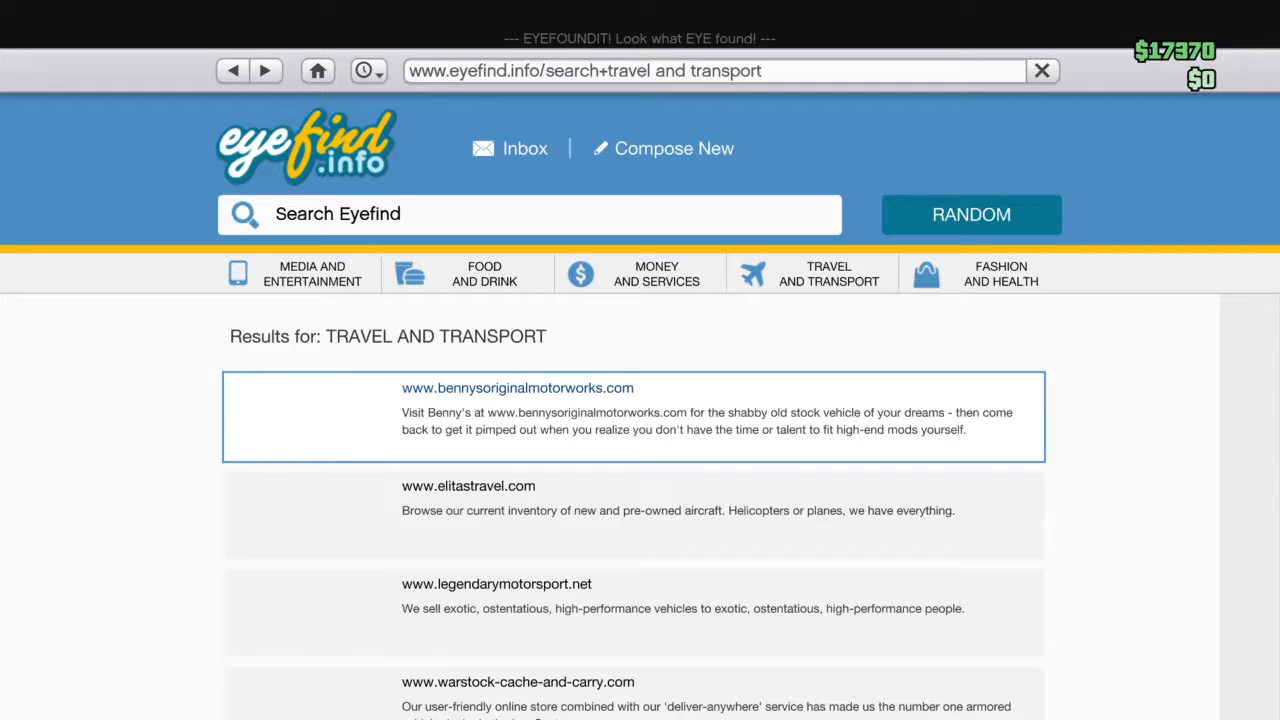 --- EYEFOUNDIT! Look what EYE found! ---
$17370
$0
www.eyefind.info/search+travel and transport
eyefind.info
Inbox
Compose New
Search Eyefind
RANDOM
MEDIA AND
ENTERTAINMENT
FOOD
AND DRINK
MONEY
AND SERVICES
TRAVEL
AND TRANSPORT
FASHION
AND HEALTH
Results for: TRAVEL AND TRANSPORT
www.bennysoriginalmotorworks.com
Visit Benny's at www.bennysoriginalmotorworks.com for the shabby old stock vehicle of your dreams - then come
back to get it pimped out when you realize you don't have the time or talent to fit high-end mods yourself.
www.elitastravel.com
Browse our current inventory of new and pre-owned aircraft. Helicopters or planes, we have everything.
www.legendarymotorsport.net
We sell exotic, ostentatious, high-performance vehicles to exotic, ostentatious, high-performance people.
www.warstock-cache-and-carry.com
Our user-friendly online store combined with our 'deliver-anywhere' service has made us the number one armored